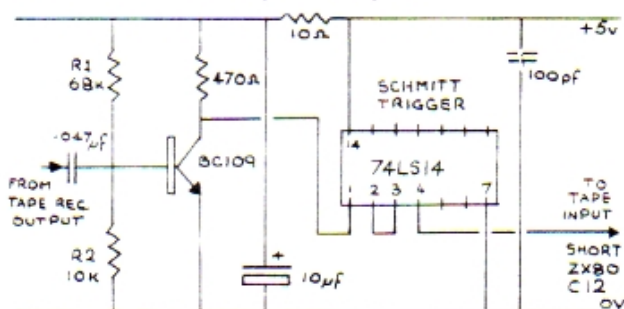 10Ω
+5v
R1
68K
470Ω
SCHMITT
TRIGGER
100pf
.047µf
BC109
14
74LS14
1 2 3 4 7
FROM
TAPE REC
OUTPUT
TO
TAPE
INPUT
R2
10K
+
10µf
SHORT
ZX80
C12
0V